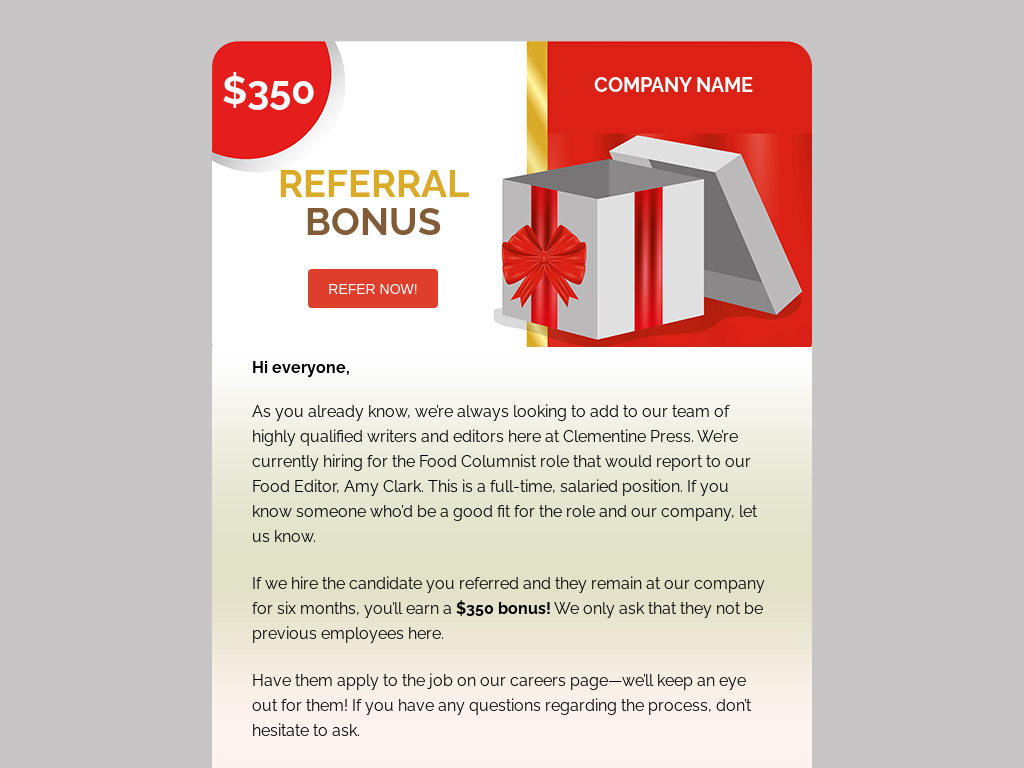 $350
COMPANY NAME
REFERRAL
BONUS
REFER NOW!
Hi everyone,
As you already know, we’re always looking to add to our team of
highly qualified writers and editors here at Clementine Press. We’re
currently hiring for the Food Columnist role that would report to our
Food Editor, Amy Clark. This is a full-time, salaried position. If you
know someone who’d be a good fit for the role and our company, let
us know.
If we hire the candidate you referred and they remain at our company
for six months, you’ll earn a $350 bonus! We only ask that they not be
previous employees here.
Have them apply to the job on our careers page—we’ll keep an eye
out for them! If you have any questions regarding the process, don’t
hesitate to ask.